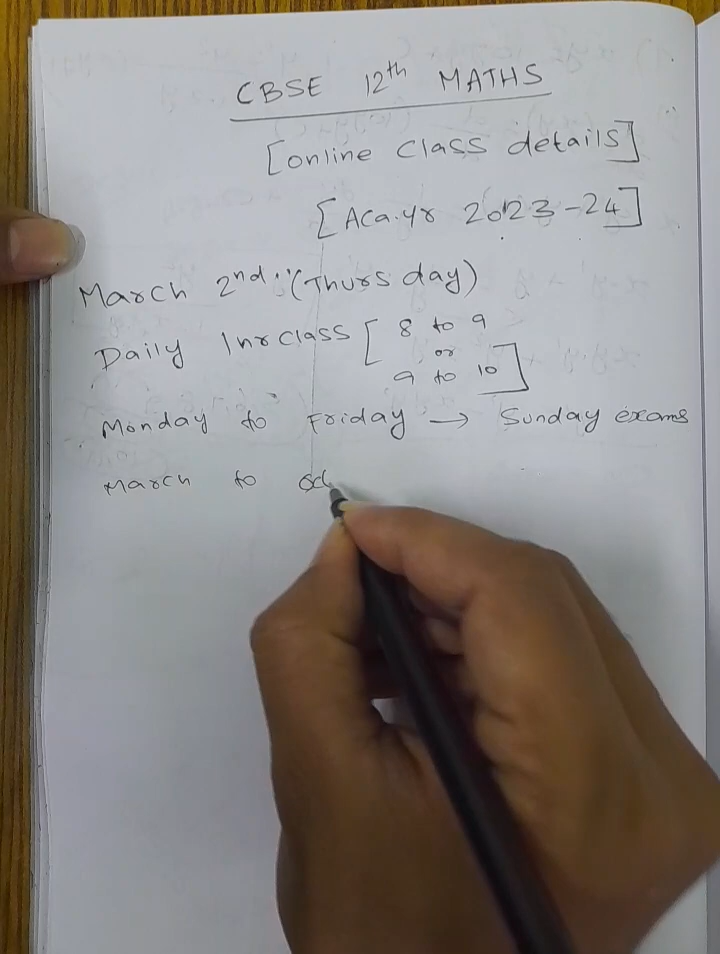 CBSE 12th MATHS
[online class details]
[Aca.yr 2023-24]
March 2nd. (Thursday)
Daily 1hr class [8 to 9
or
9 to 10]
Monday to Friday → Sunday exams
March to oct